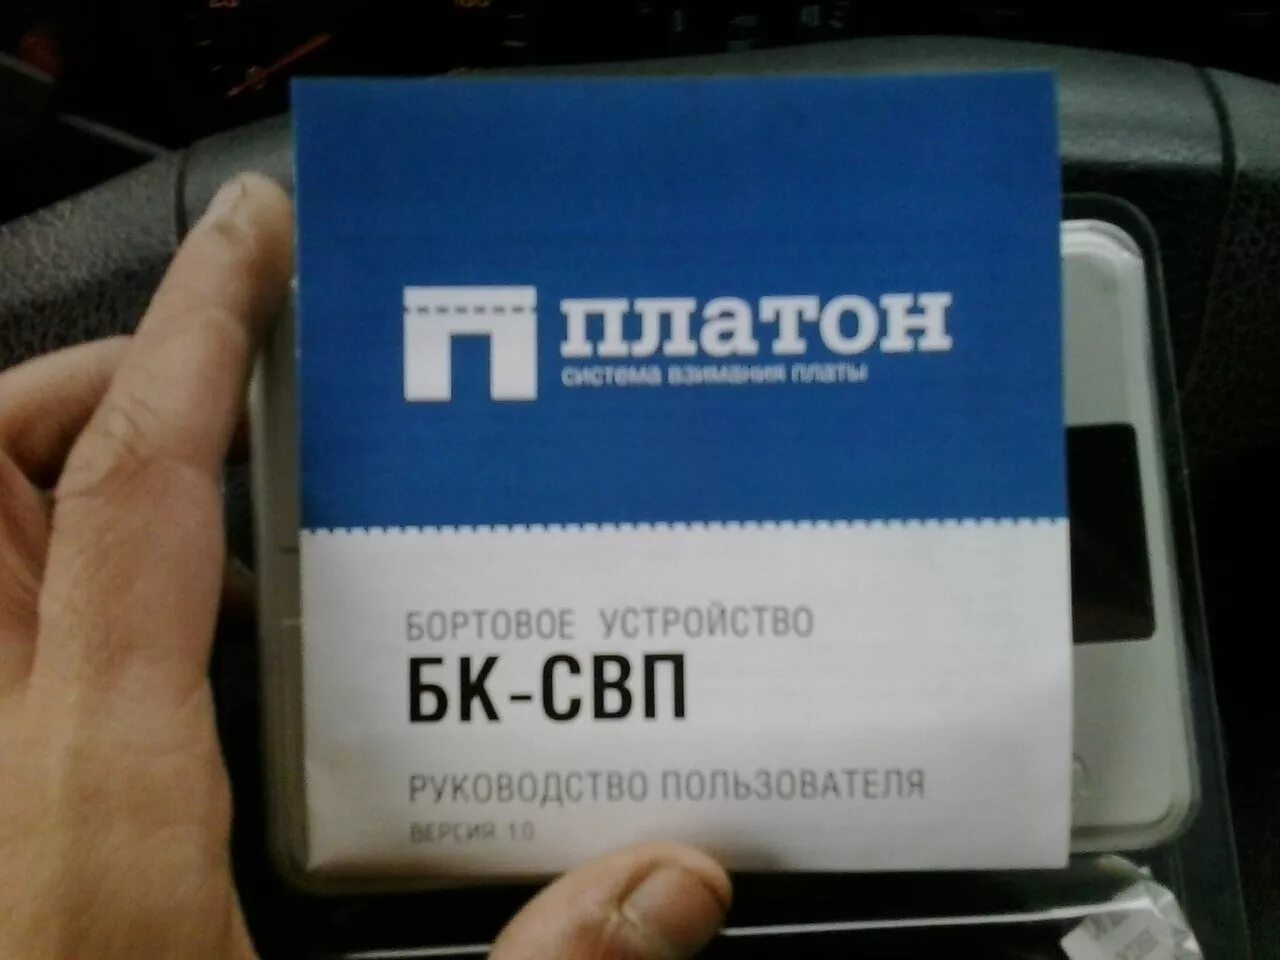 платон
система взимания платы
БОРТОВОЕ УСТРОЙСТВО
БК-СВП
РУКОВОДСТВО ПОЛЬЗОВАТЕЛЯ
ВЕРСИЯ 1.0